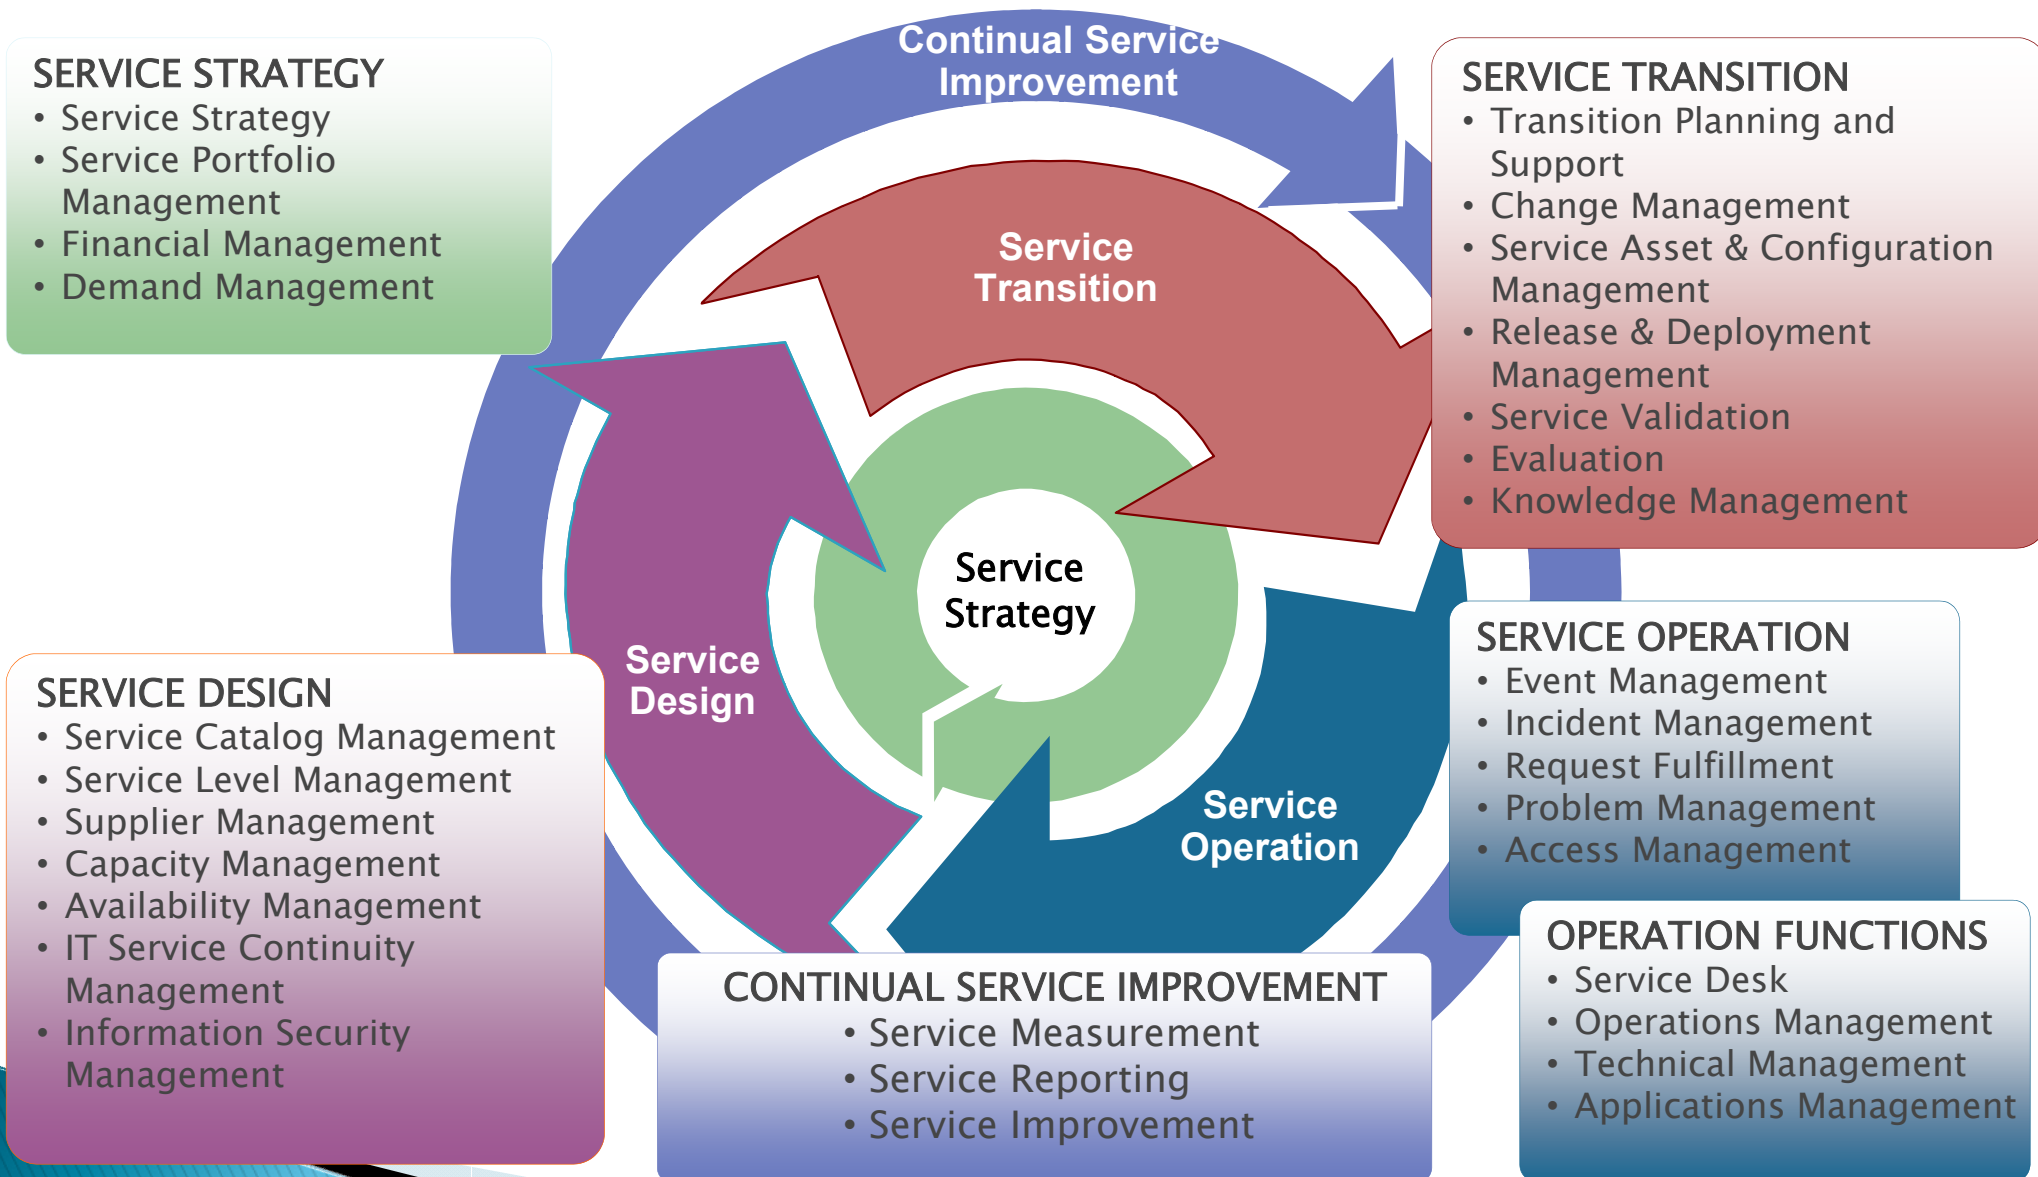 SERVICE STRATEGY
• Service Strategy
• Service Portfolio
Management
• Financial Management
• Demand Management
Continual Service
Improvement
SERVICE TRANSITION
• Transition Planning and
Support
• Change Management
• Service Asset & Configuration
Management
• Release & Deployment
Management
• Service Validation
• Evaluation
• Knowledge Management
Service
Transition
Service
Strategy
Service
Design
Service
Operation
SERVICE DESIGN
• Service Catalog Management
• Service Level Management
• Supplier Management
• Capacity Management
• Availability Management
• IT Service Continuity
Management
• Information Security
Management
SERVICE OPERATION
• Event Management
• Incident Management
• Request Fulfillment
• Problem Management
• Access Management
OPERATION FUNCTIONS
• Service Desk
• Operations Management
• Technical Management
• Applications Management
CONTINUAL SERVICE IMPROVEMENT
• Service Measurement
• Service Reporting
• Service Improvement